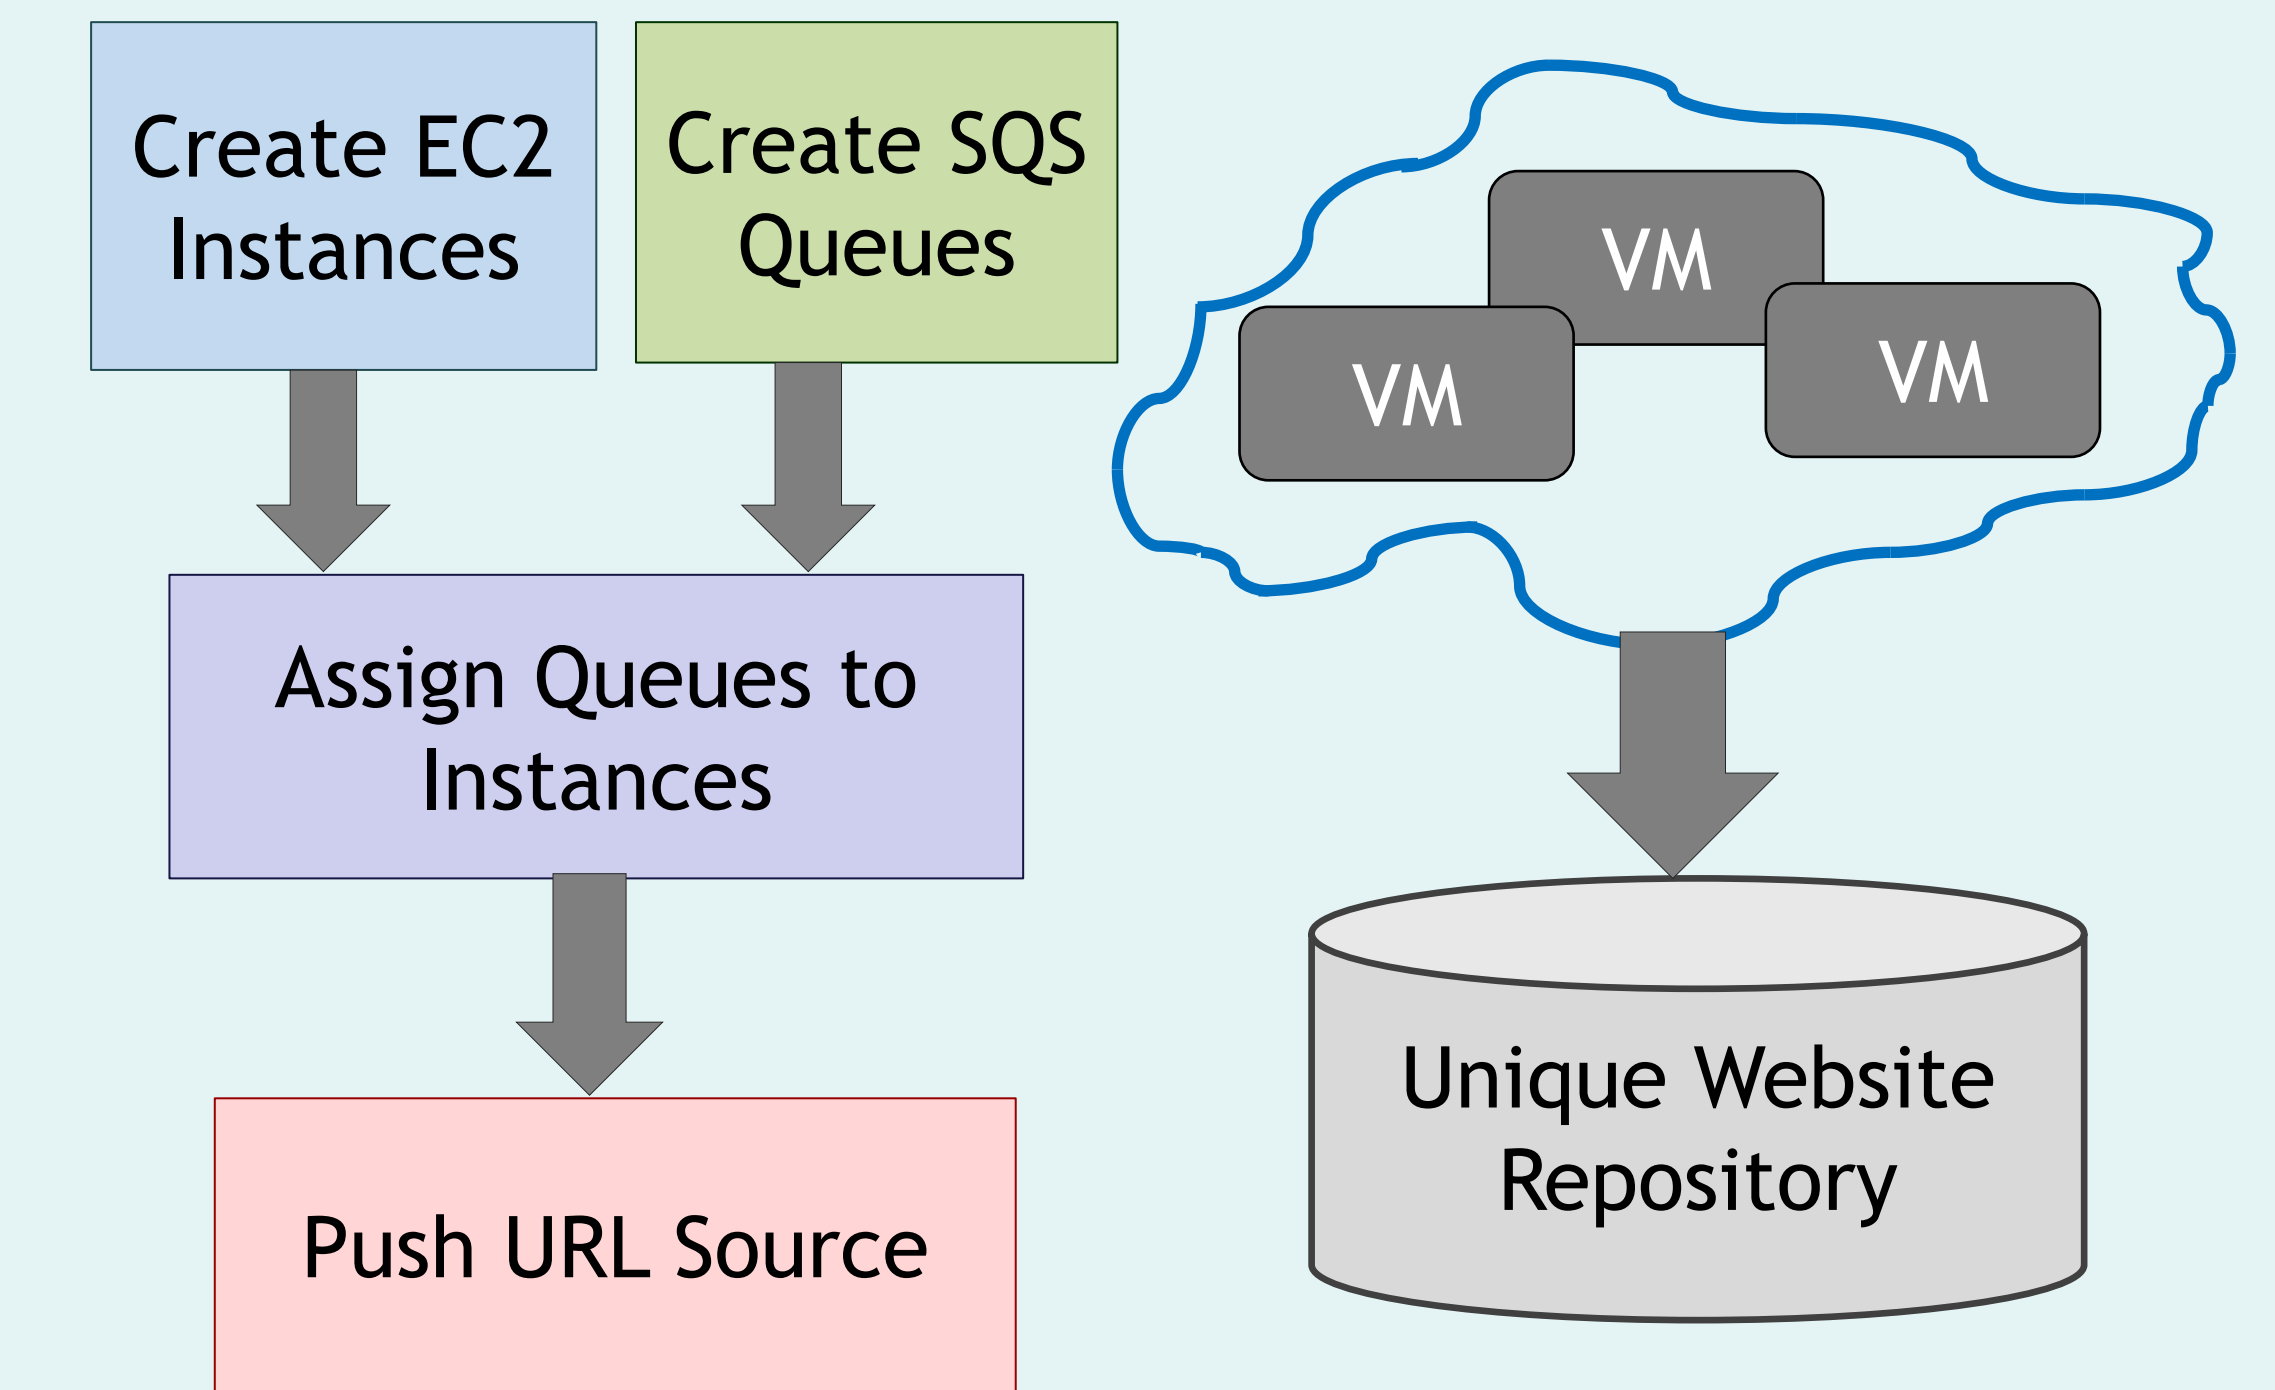 Create EC2
Instances
Create SQS
Queues
VM
VM
VM
Assign Queues to
Instances
Unique Website
Repository
Push URL Source